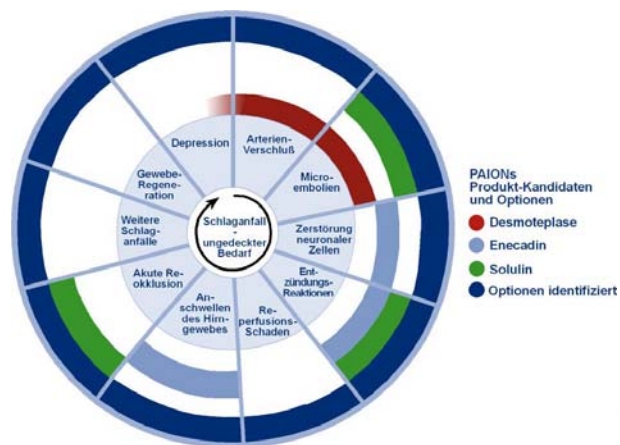 Depression
Arterien-
Verschluß
Micro-
embolien
Zerstörung
neuronaler
Zellen
Ent-
zündungs-
Reaktionen
Re-
perfusions-
Schaden
An-
schwellen
des Hirn-
gewebes
Akute Re-
okklusion
Weitere
Schlag-
anfälle
Gewebe-
Regene-
ration
Schlaganfall
-
ungedeckter
Bedarf
PAIONs
Produkt-Kandidaten
und Optionen
Desmoteplase
Enecadin
Solulin
Optionen identifiziert